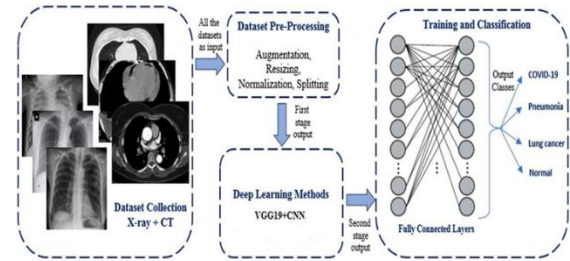 Dataset Collection
X-ray + CT
All the
datasets
as input
Dataset Pre-Processing
Augmentation,
Resizing,
Normalization, Splitting
First
stage
output
Deep Learning Methods
VGG19+CNN
Second
stage
output
Training and Classification
Output
Classes
COVID-19
Pneumonia
Lung cancer
Normal
Fully Connected Layers